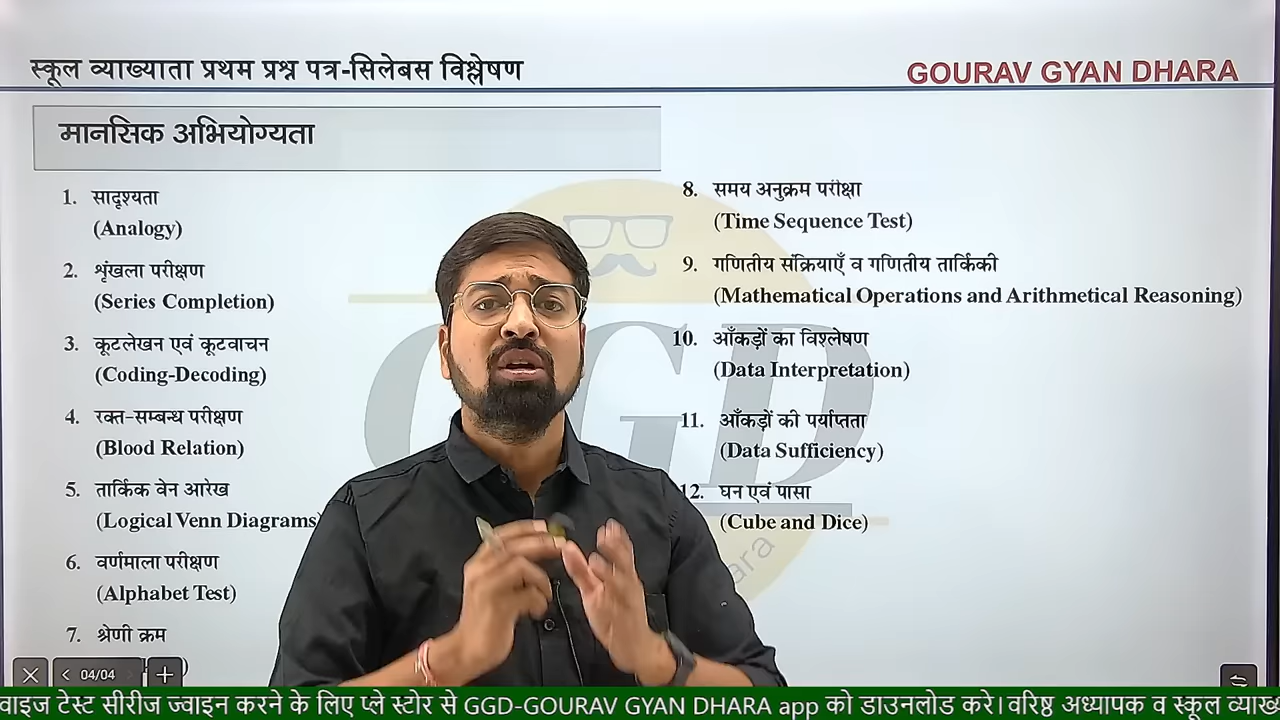 स्कूल व्याख्याता प्रथम प्रश्न पत्र-सिलेबस विश्लेषण
GOURAV GYAN DHARA
मानसिक अभियोग्यता
1. सादृश्यता
(Analogy)
2. शृंखला परीक्षण
(Series Completion)
3. कूटलेखन एवं कूटवाचन
(Coding-Decoding)
4. रक्त-सम्बन्ध परीक्षण
(Blood Relation)
5. तार्किक वेन आरेख
(Logical Venn Diagrams)
6. वर्णमाला परीक्षण
(Alphabet Test)
7. श्रेणी क्रम
8. समय अनुक्रम परीक्षा
(Time Sequence Test)
9. गणितीय संक्रियाएँ व गणितीय तार्किकी
(Mathematical Operations and Arithmetical Reasoning)
10. आँकड़ों का विश्लेषण
(Data Interpretation)
11. आँकड़ों की पर्याप्तता
(Data Sufficiency)
12. घन एवं पासा
(Cube and Dice)
04/04
वाइज टेस्ट सीरीज ज्वाइन करने के लिए प्ले स्टोर से GGD-GOURAV GYAN DHARA app को डाउनलोड करे।वरिष्ठ अध्यापक व स्कूल